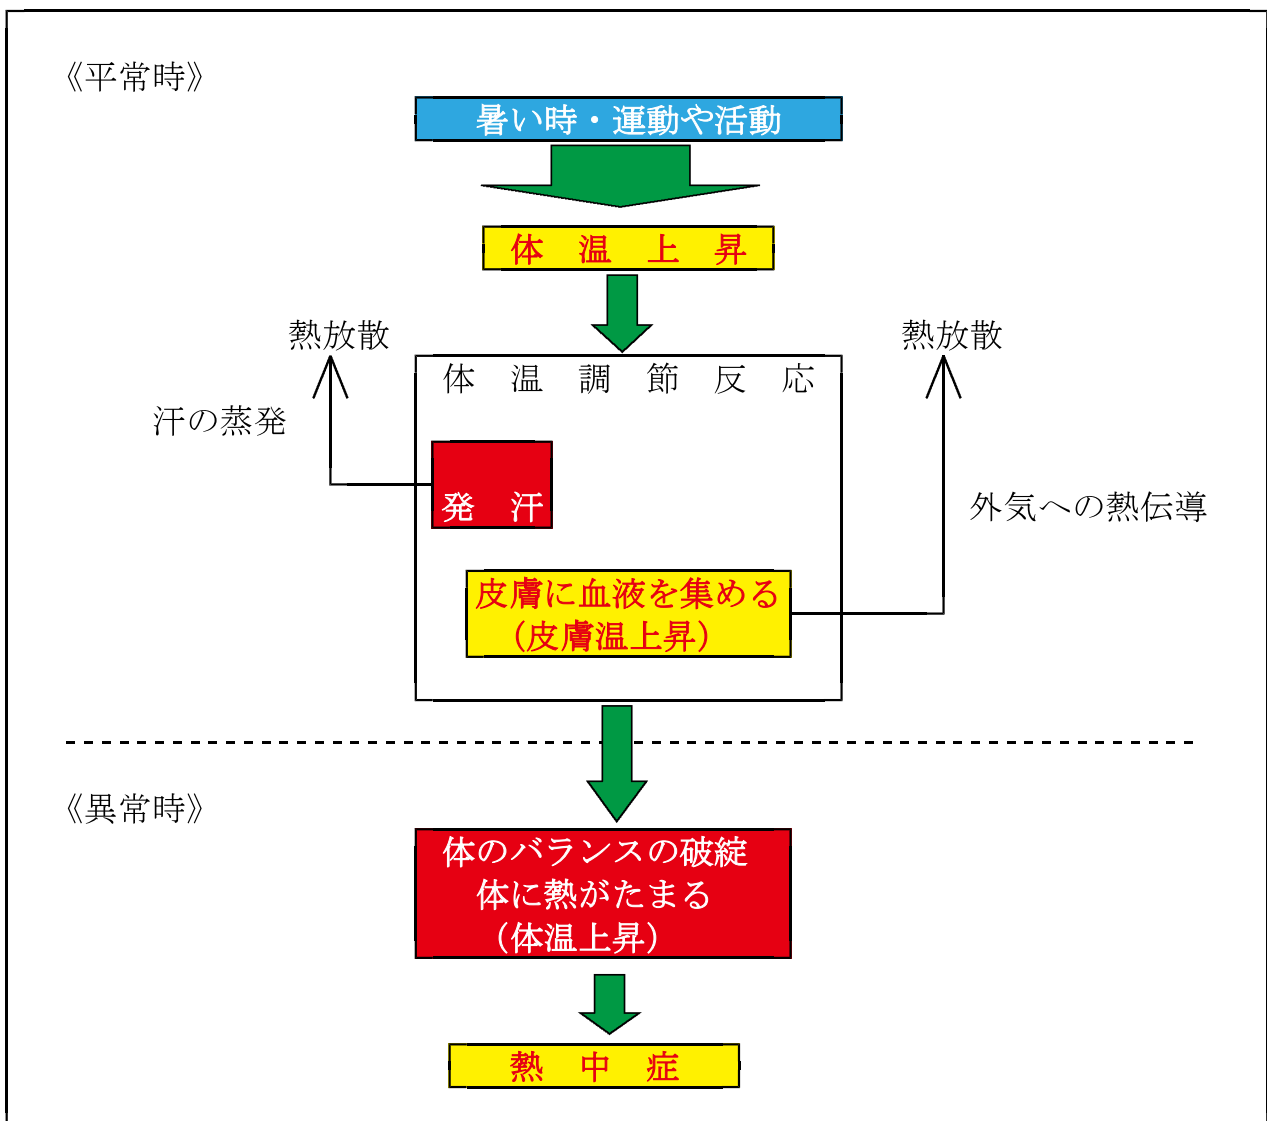 《平常時》
暑い時・運動や活動
体　温　上　昇
熱放散
熱放散
体　温　調　節　反　応
汗の蒸発
発　汗
外気への熱伝導
皮膚に血液を集める
（皮膚温上昇）
《異常時》
体のバランスの破綻
体に熱がたまる
（体温上昇）
熱　中　症